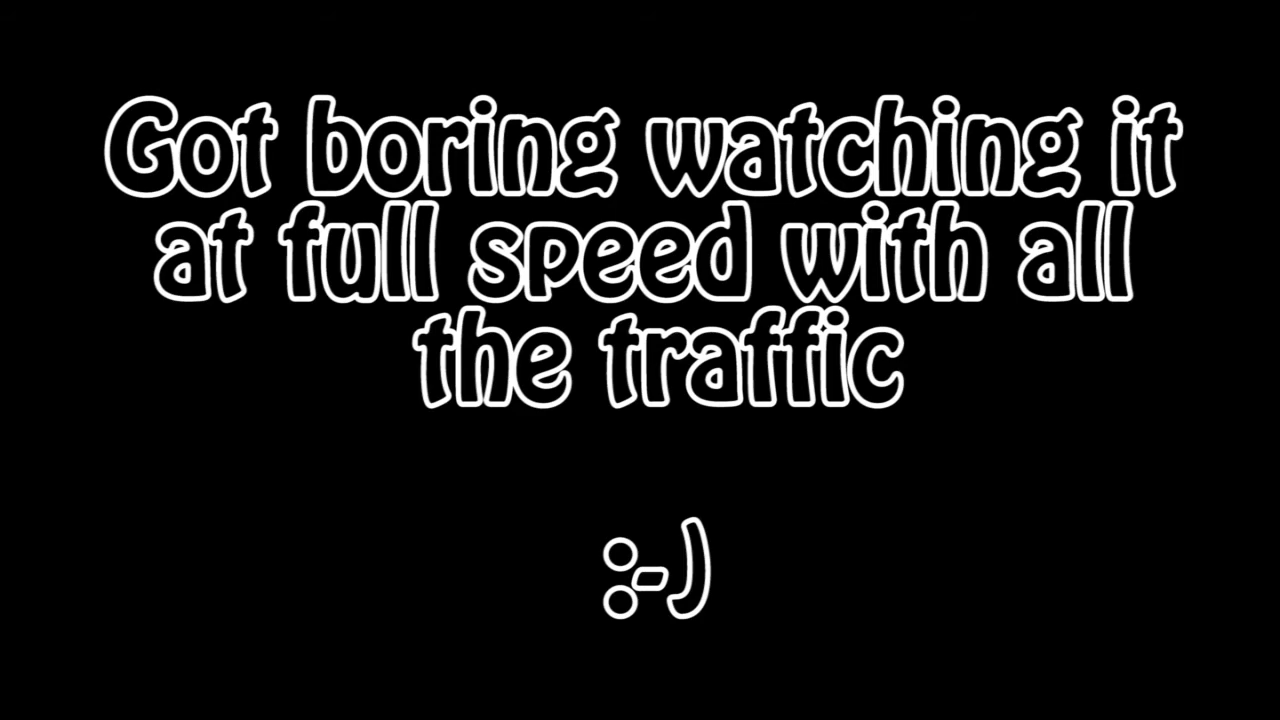 Got boring watching it
at full speed with all
the traffic
:-)